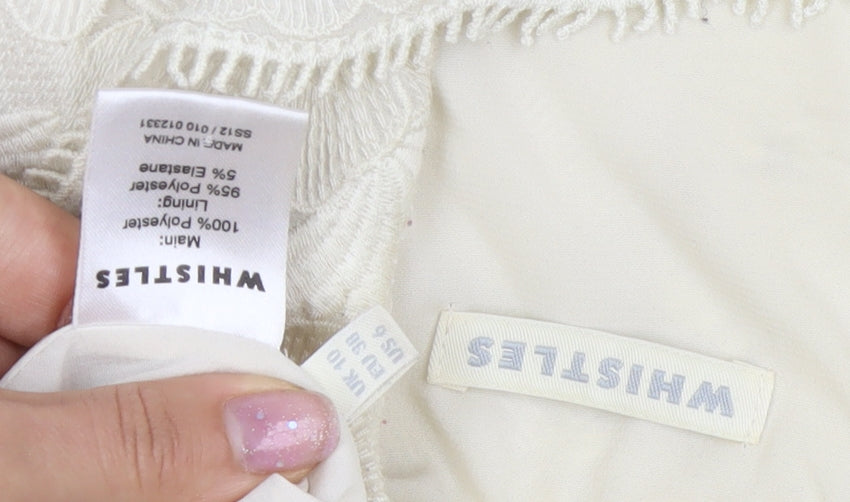 WHISTLES
Main:
100% Polyester
Lining:
95% Polyester
5% Elastane
MADE IN CHINA
SS12 / 010 012331
UK 10
EU 38
US 6
WHISTLES